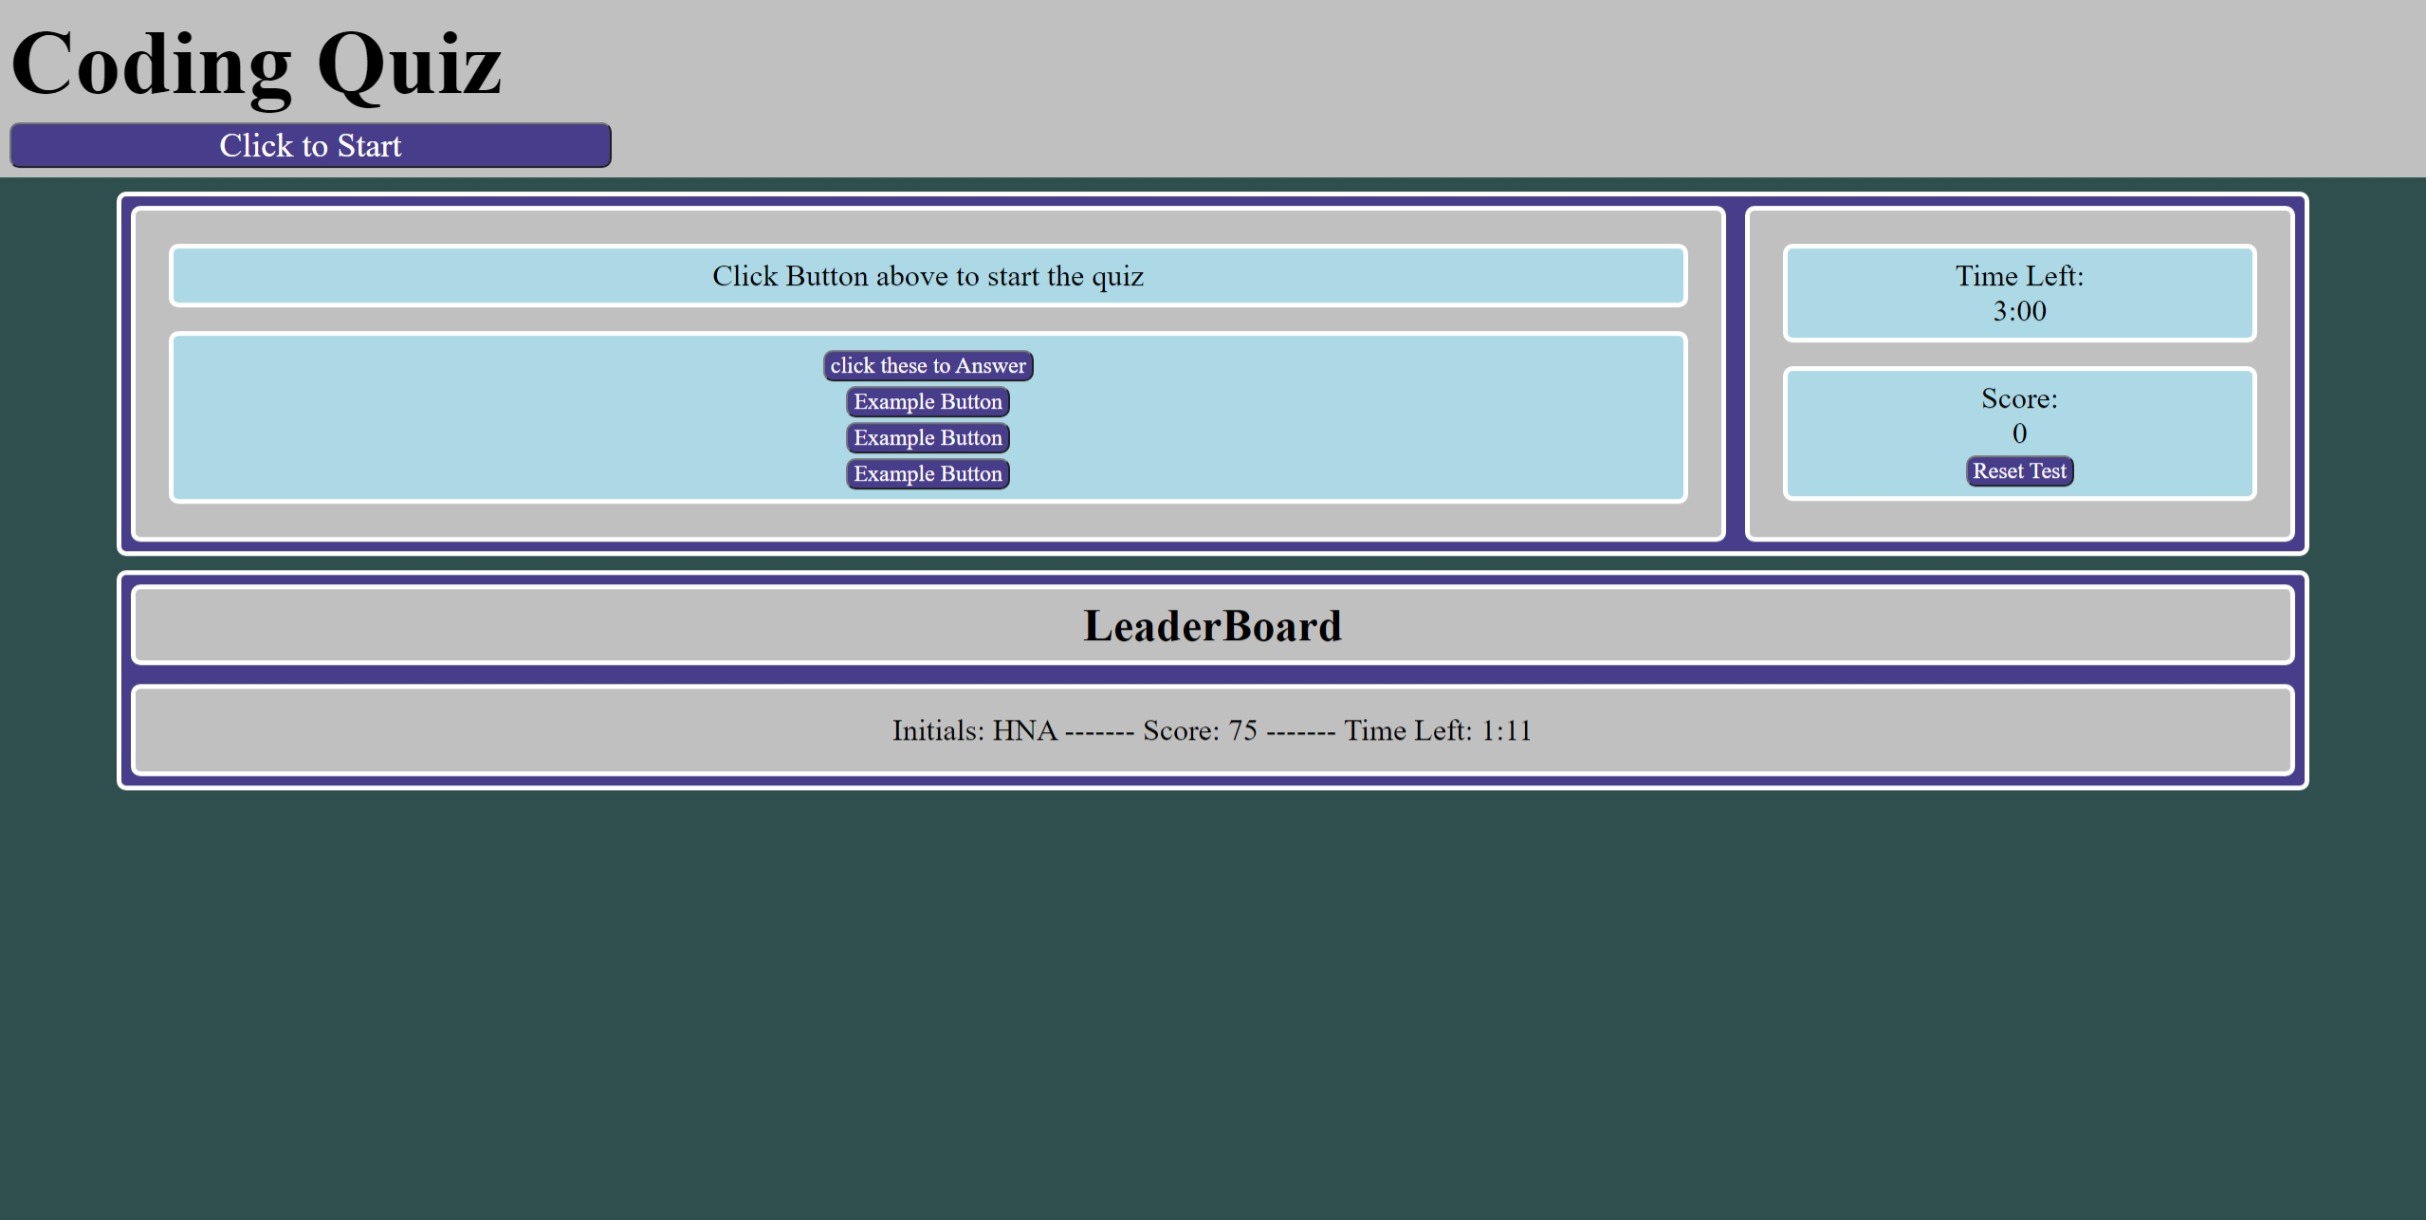 Coding Quiz
Click to Start
Click Button above to start the quiz
click these to Answer
Example Button
Example Button
Example Button
Time Left:
3:00
Score:
0
Reset Test
LeaderBoard
Initials: HNA ------- Score: 75 ------- Time Left: 1:11